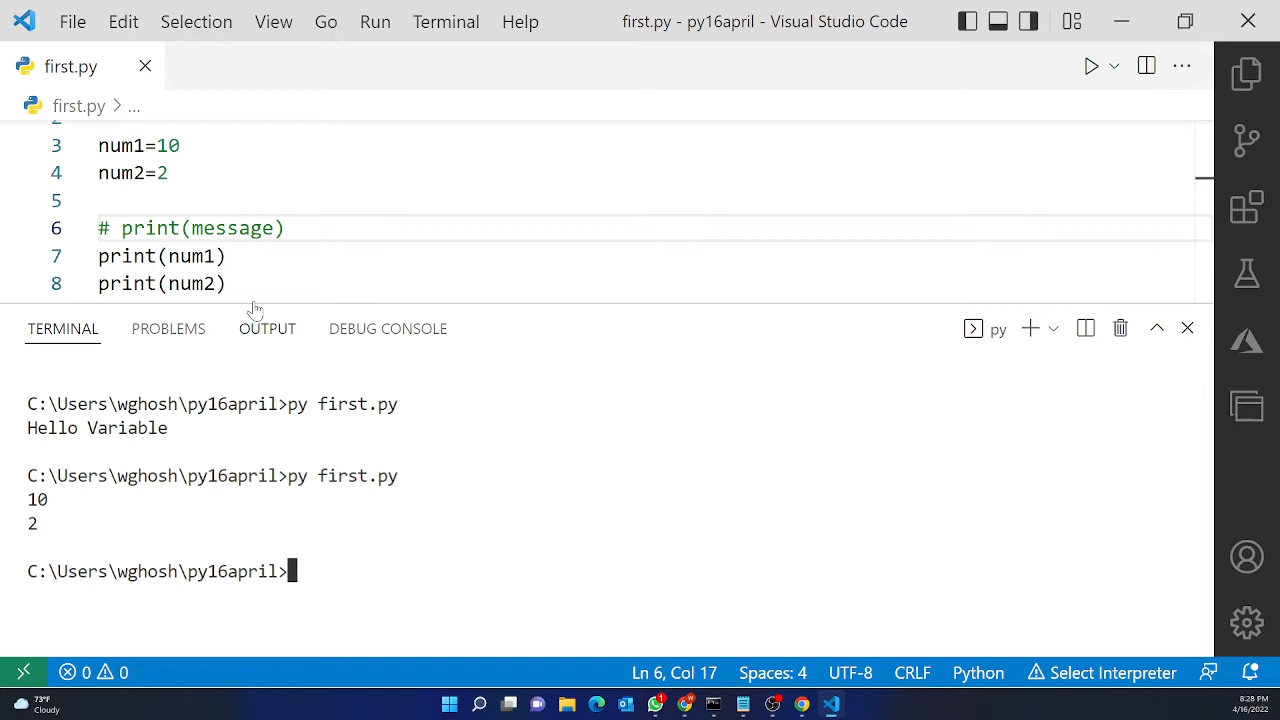 File Edit Selection View Go Run Terminal Help first.py - py16april - Visual Studio Code
first.py
first.py > ...
2
3 num1=10
4 num2=2
5
6 # print(message)
7 print(num1)
8 print(num2)
TERMINAL PROBLEMS OUTPUT DEBUG CONSOLE py
C:\Users\wghosh\py16april>py first.py
Hello Variable
C:\Users\wghosh\py16april>py first.py
10
2
C:\Users\wghosh\py16april>
0 0 Ln 6, Col 17 Spaces: 4 UTF-8 CRLF Python Select Interpreter
73°F
Cloudy
1
w
8:28 PM
4/16/2022